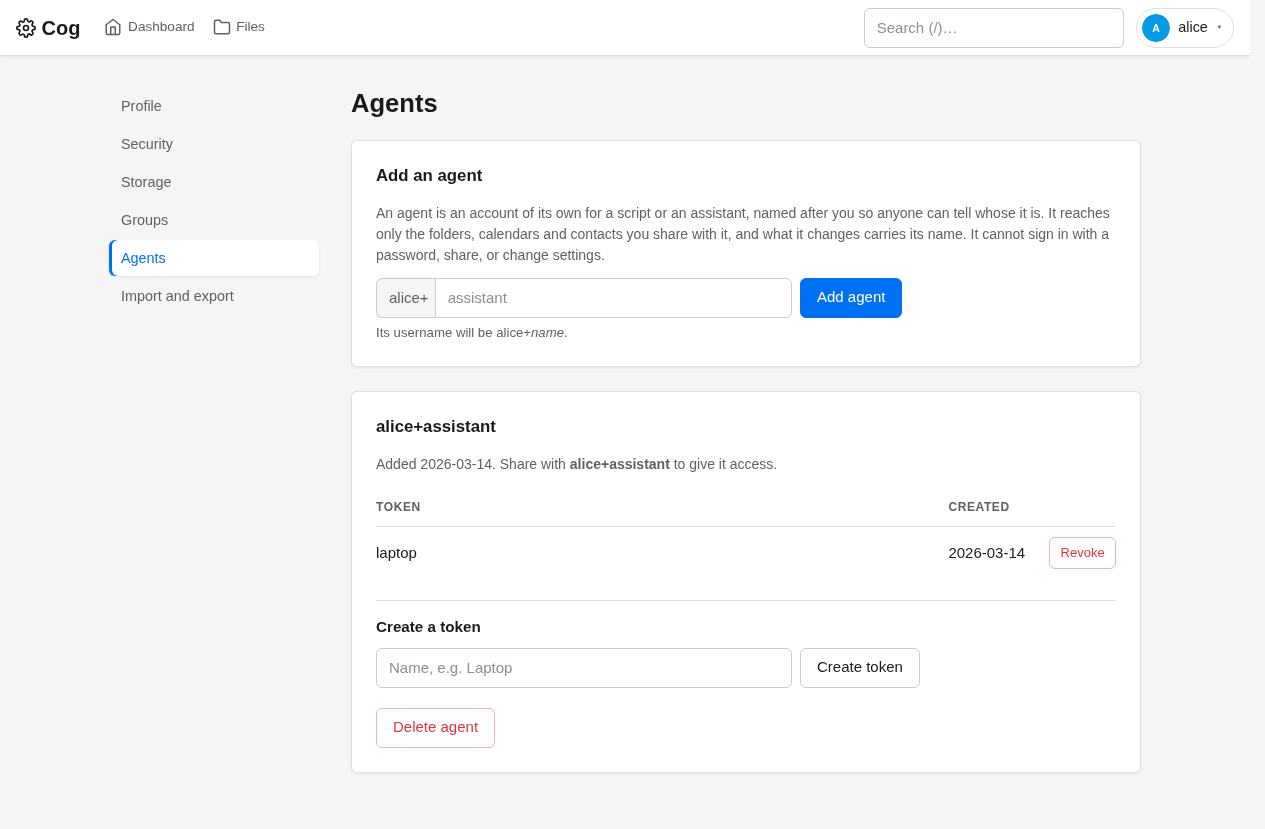 Cog
Dashboard
Files
Search (/)…
A
alice
Profile
Security
Storage
Groups
Agents
Import and export
Agents
Add an agent
An agent is an account of its own for a script or an assistant, named after you so anyone can tell whose it is. It reaches
only the folders, calendars and contacts you share with it, and what it changes carries its name. It cannot sign in with a
password, share, or change settings.
alice+ assistant
Add agent
Its username will be alice+name.
alice+assistant
Added 2026-03-14. Share with alice+assistant to give it access.
TOKEN CREATED
laptop 2026-03-14 Revoke
Create a token
Name, e.g. Laptop
Create token
Delete agent